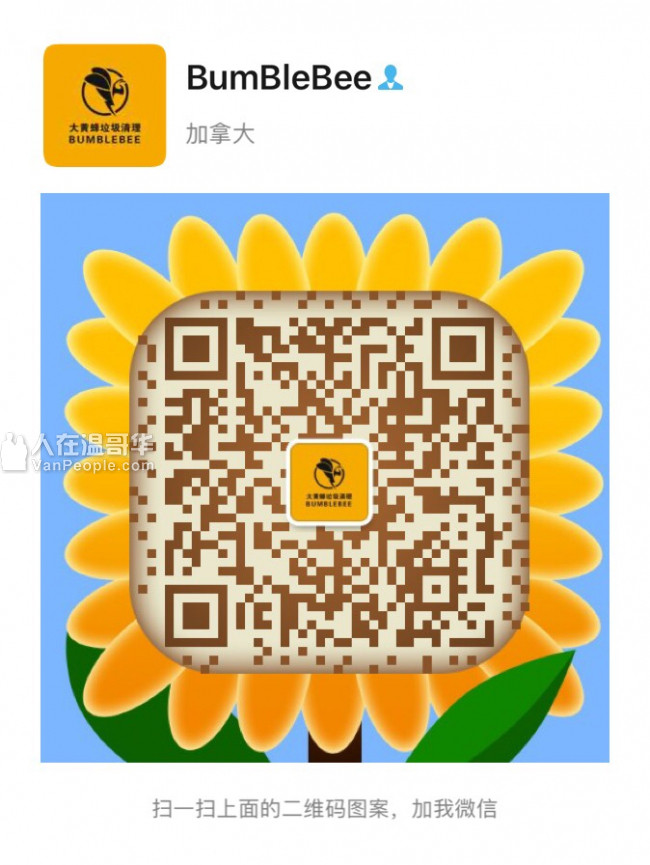 BumBleBee
加拿大
大黄蜂垃圾清理
BUMBLEBEE
人在温哥华
VanPeople.com
大黄蜂垃圾清理
BUMBLEBEE
扫一扫上面的二维码图案，加我微信